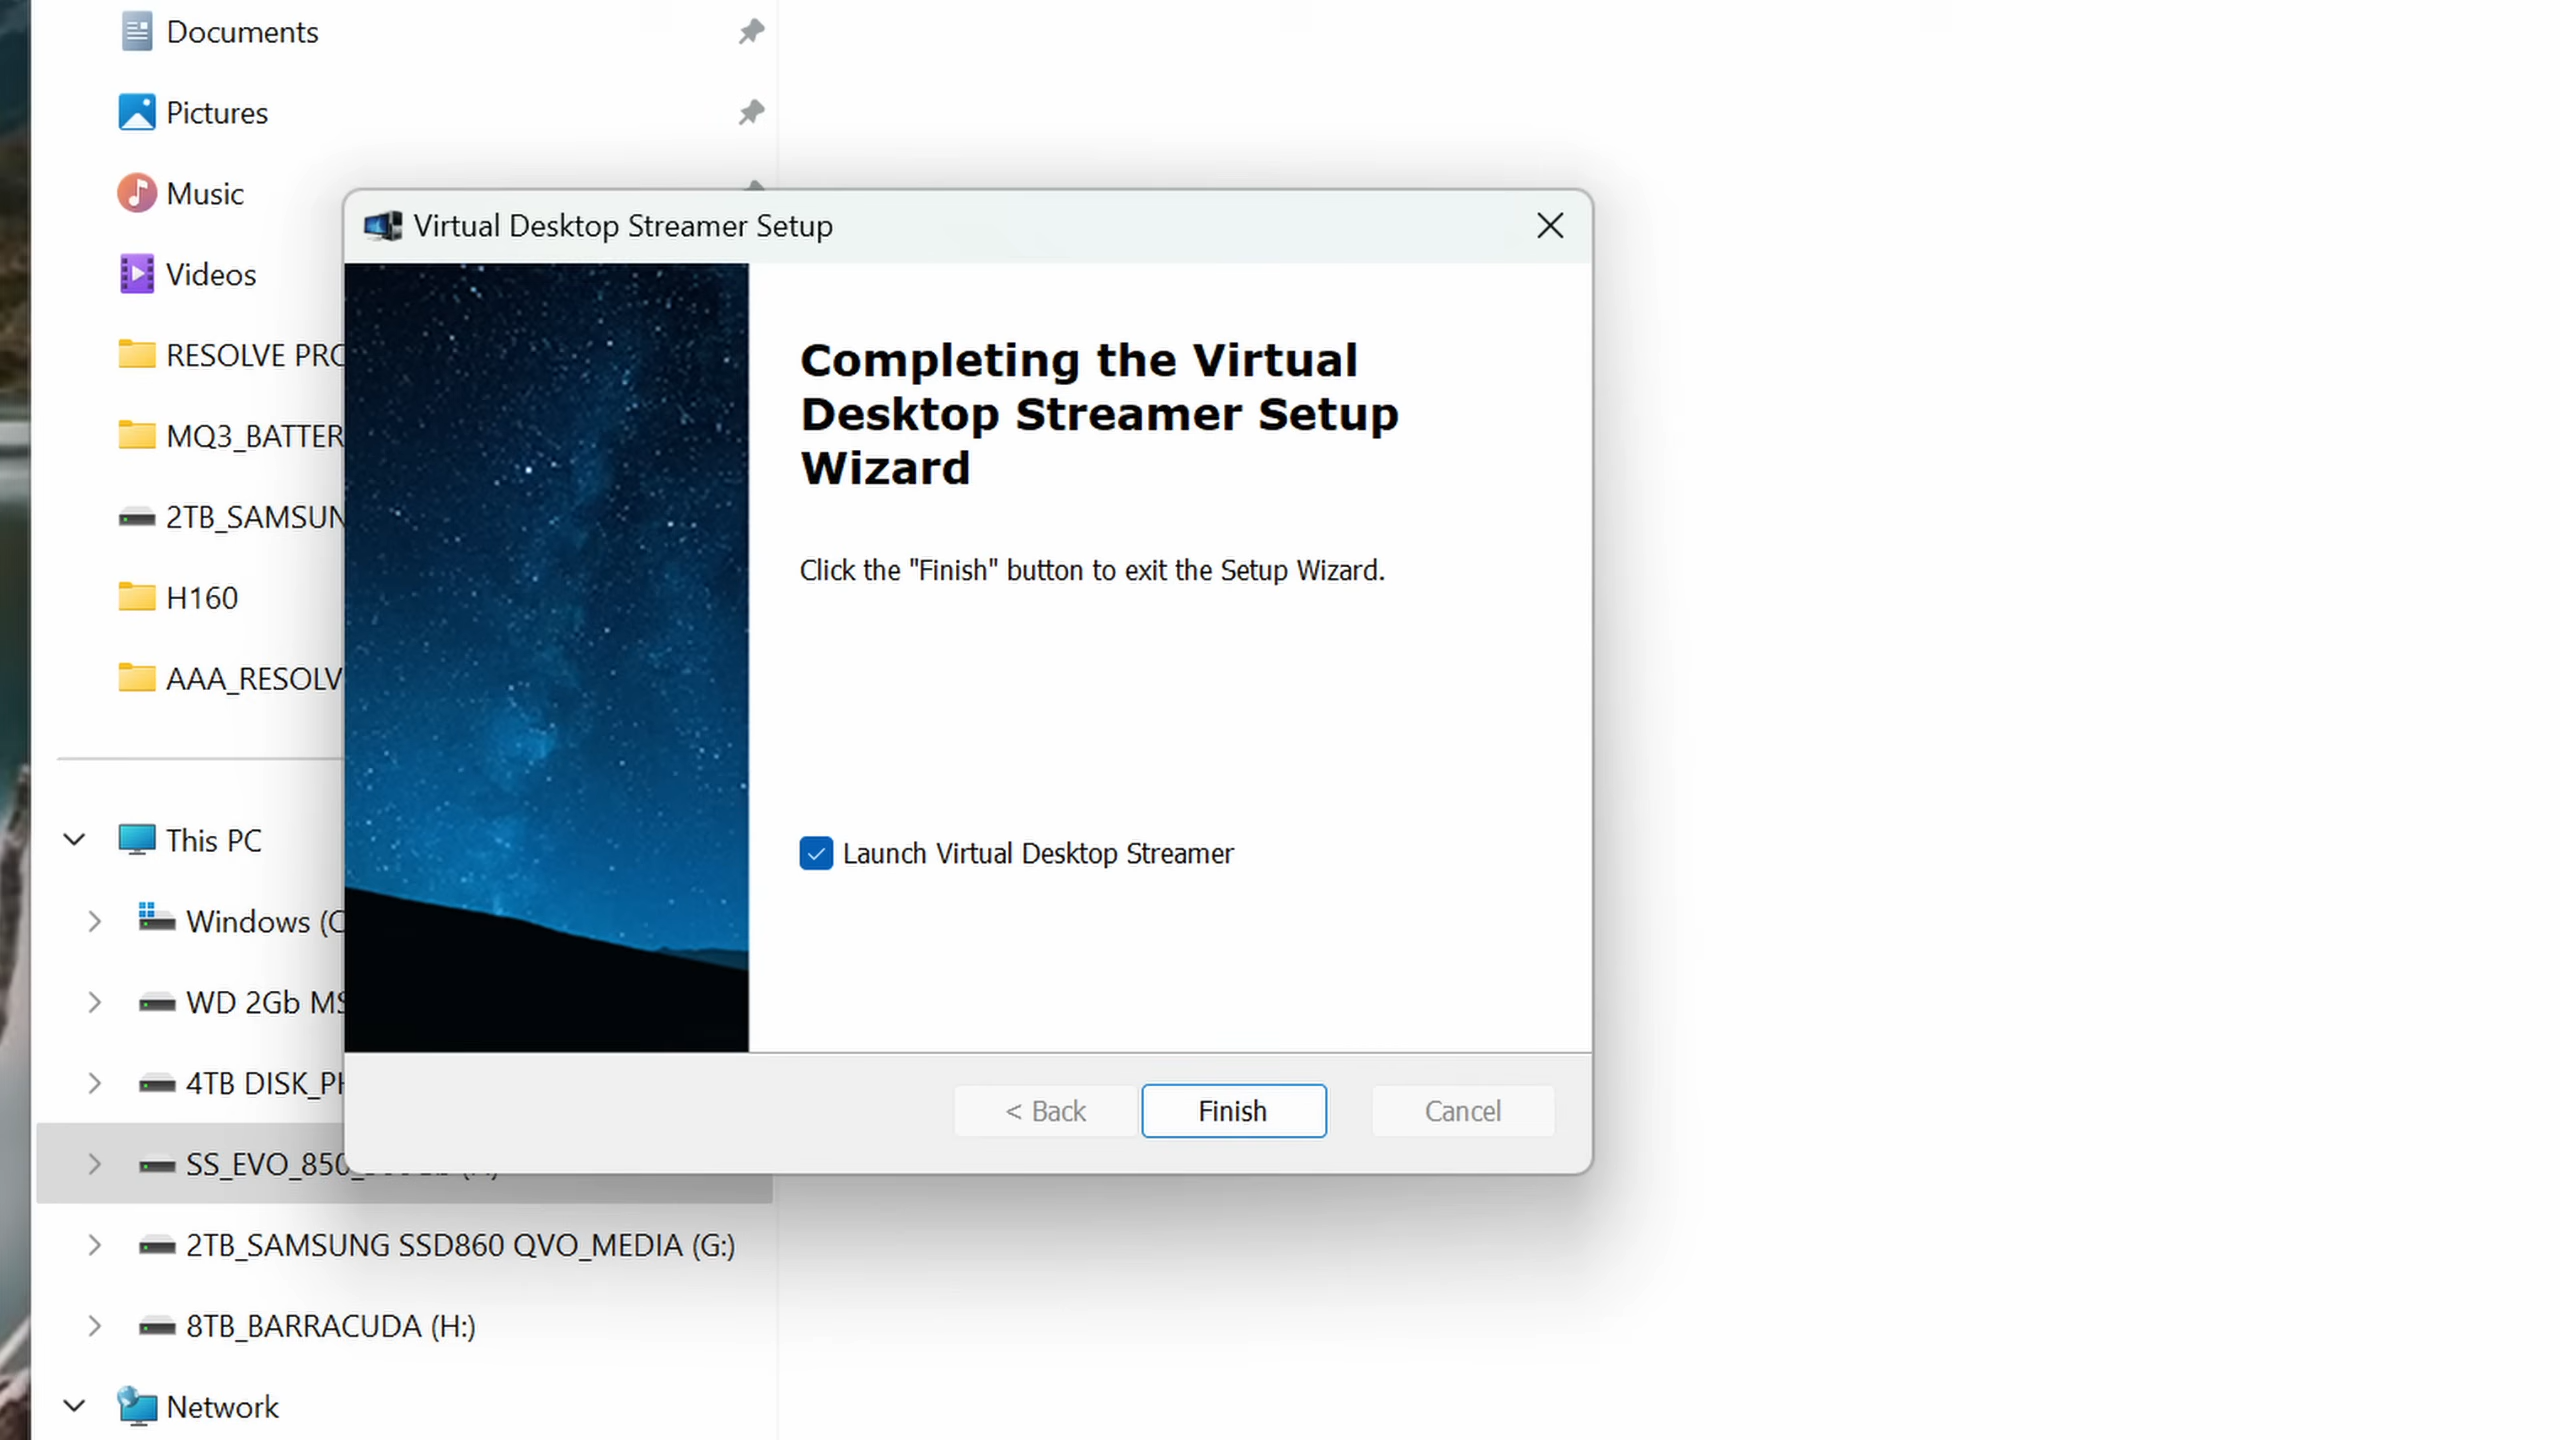 Documents
Pictures
Music
Videos
RESOLVE PRO
MQ3_BATTER
2TB_SAMSUN
H160
AAA_RESOLV
This PC
Windows (C
WD 2Gb MS
4TB DISK_PH
SS_EVO_850
2TB_SAMSUNG SSD860 QVO_MEDIA (G:)
8TB_BARRACUDA (H:)
Network
Virtual Desktop Streamer Setup
Completing the Virtual
Desktop Streamer Setup
Wizard
Click the "Finish" button to exit the Setup Wizard.
Launch Virtual Desktop Streamer
< Back
Finish
Cancel